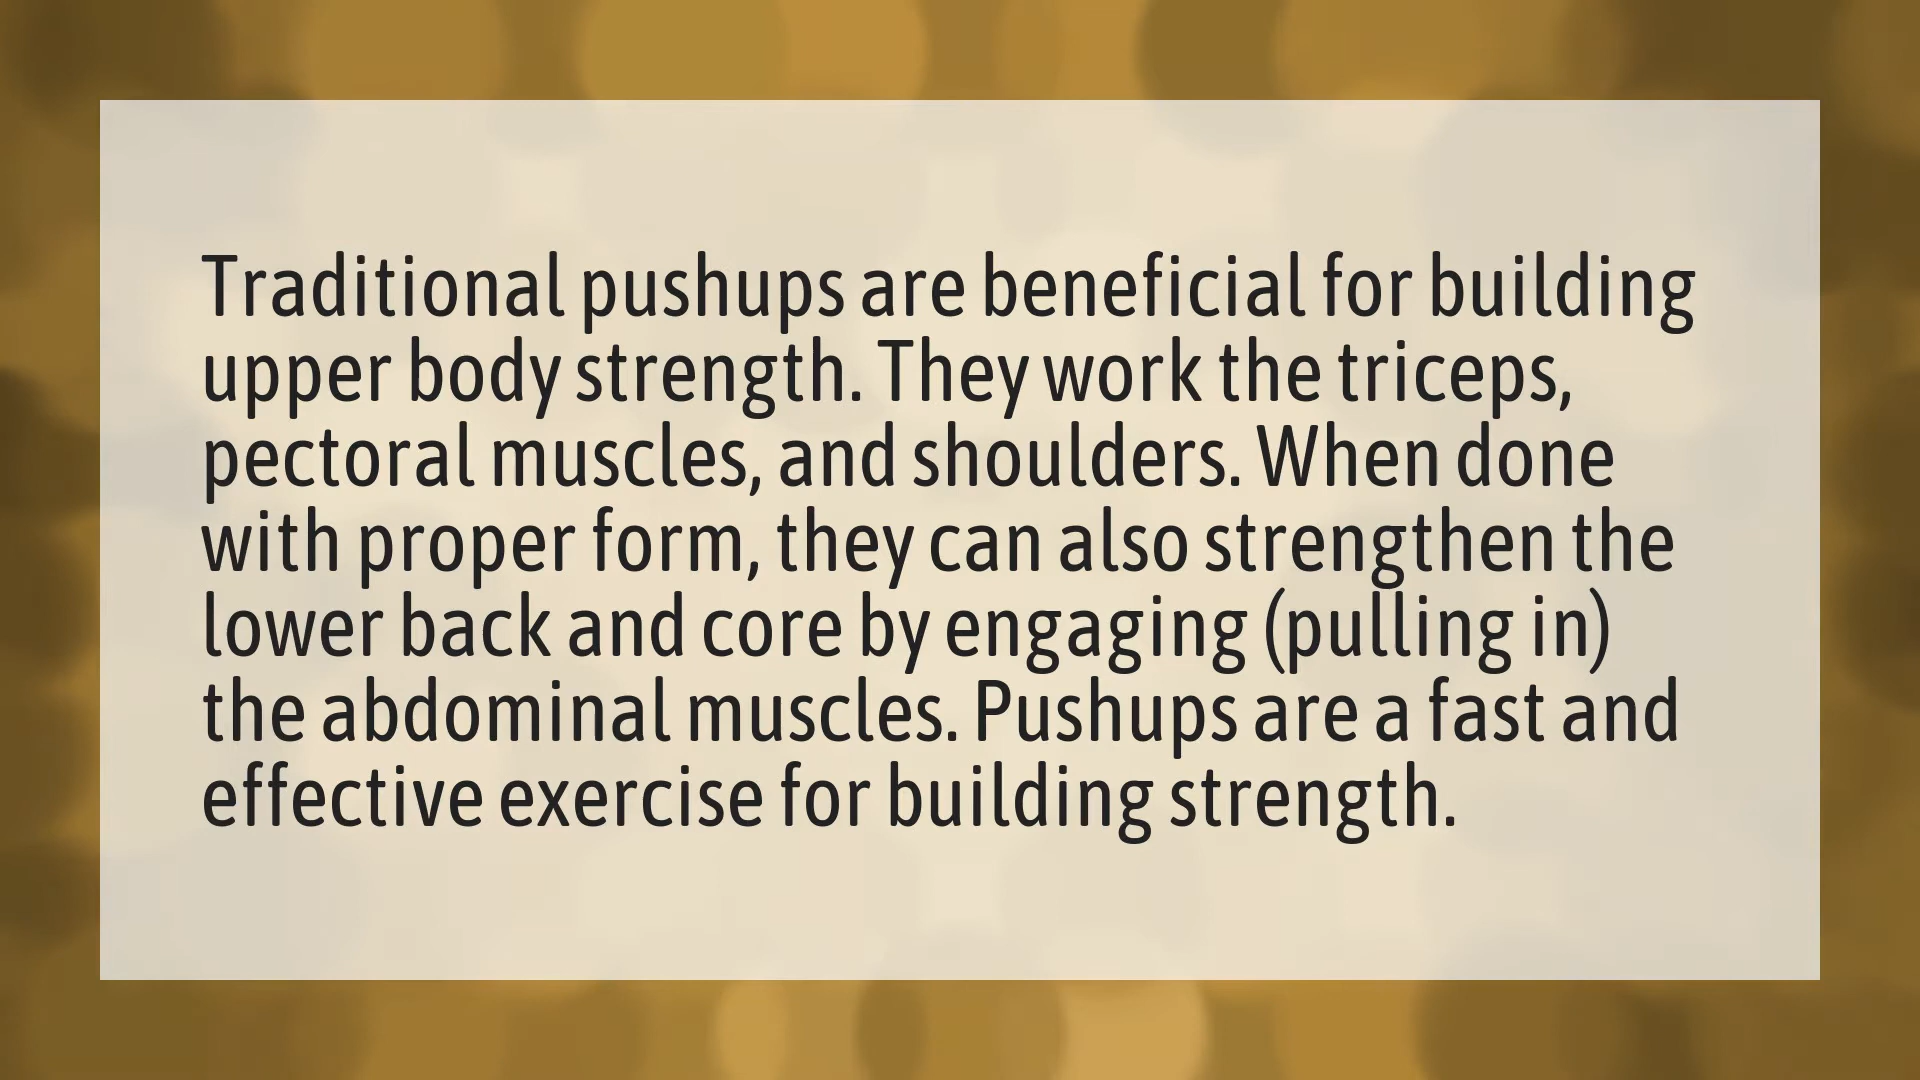 Traditional pushups are beneficial for building
upper body strength. They work the triceps,
pectoral muscles, and shoulders. When done
with proper form, they can also strengthen the
lower back and core by engaging (pulling in)
the abdominal muscles. Pushups are a fast and
effective exercise for building strength.